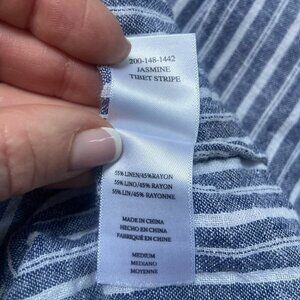 200-148-1442
JASMINE
TIBET STRIPE
55% LINEN/45% RAYON
55% LINO/45% RAYON
55% LIN/45% RAYONNE
MADE IN CHINA
HECHO EN CHINA
FABRIQUÉ EN CHINE
MEDIUM
MEDIANO
MOYENNE